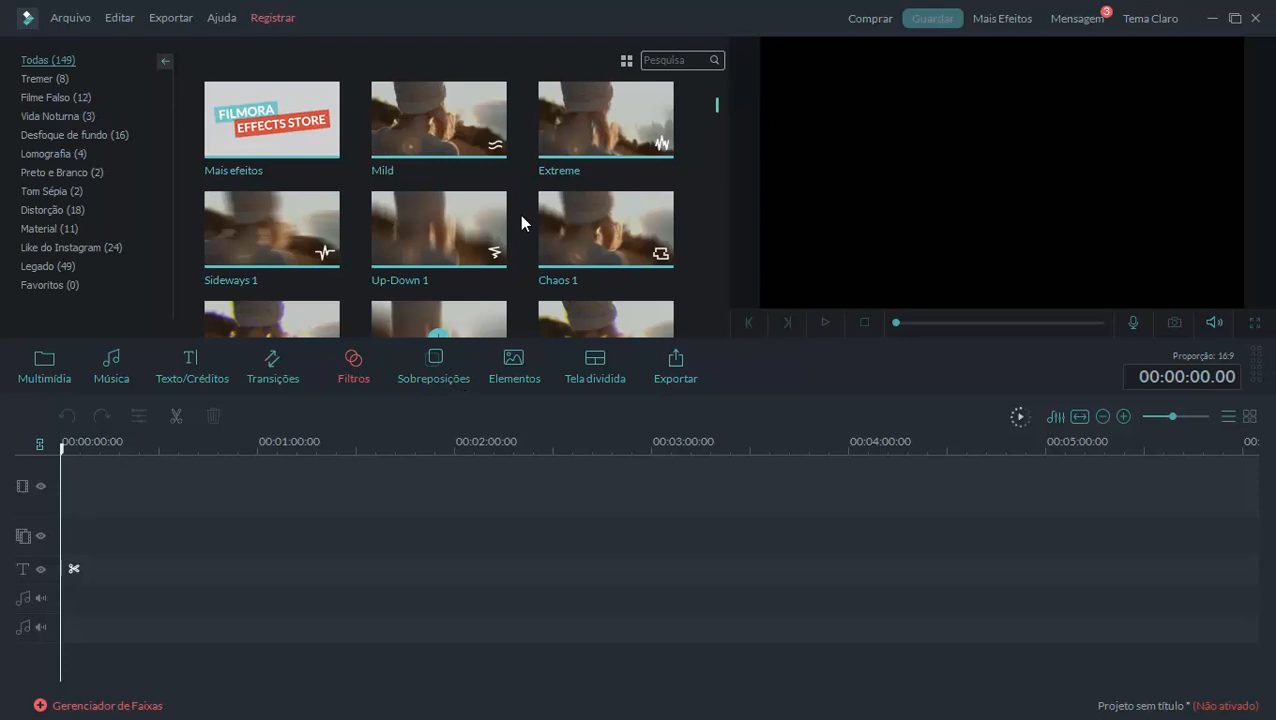 Arquivo Editar Exportar Ajuda Registrar Comprar Guardar Mais Efeitos Mensagem 3 Tema Claro
Todas (149)
Tremer (8)
Filme Falso (12)
Vida Noturna (3)
Desfoque de fundo (16)
Lomografia (4)
Preto e Branco (2)
Tom Sépia (2)
Distorção (18)
Material (11)
Like do Instagram (24)
Legado (49)
Favoritos (0)
Pesquisa
FILMORA
EFFECTS STORE
Mais efeitos Mild Extreme
Sideways 1 Up-Down 1 Chaos 1
Multimídia Música Texto/Créditos Transições Filtros Sobreposições Elementos Tela dividida Exportar
Proporção: 16:9
00:00:00.00
00:00:00:00 00:01:00:00 00:02:00:00 00:03:00:00 00:04:00:00 00:05:00:00 00:
Gerenciador de Faixas
Projeto sem título * (Não ativado)